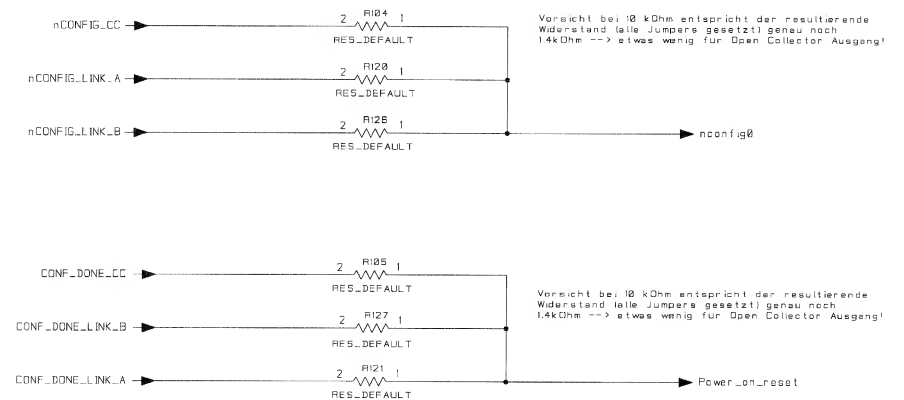 nCONFIG_CC
2 R104 1
RES_DEFAULT
Vorsicht bei 10 kOhm entspricht der resultierende
Widerstand (alle Jumpers gesetzt) genau noch
1.4kOhm --> etwas wenig für Open Collector Ausgang!
nCONFIG_LINK_A
2 R120 1
RES_DEFAULT
nCONFIG_LINK_B
2 R126 1
RES_DEFAULT
nconfig0
CONF_DONE_CC
2 R105 1
RES_DEFAULT
Vorsicht bei 10 kOhm entspricht der resultierende
Widerstand (alle Jumpers gesetzt) genau noch
1.4kOhm --> etwas wenig für Open Collector Ausgang!
CONF_DONE_LINK_B
2 R127 1
RES_DEFAULT
CONF_DONE_LINK_A
2 R121 1
RES_DEFAULT
Power_on_reset